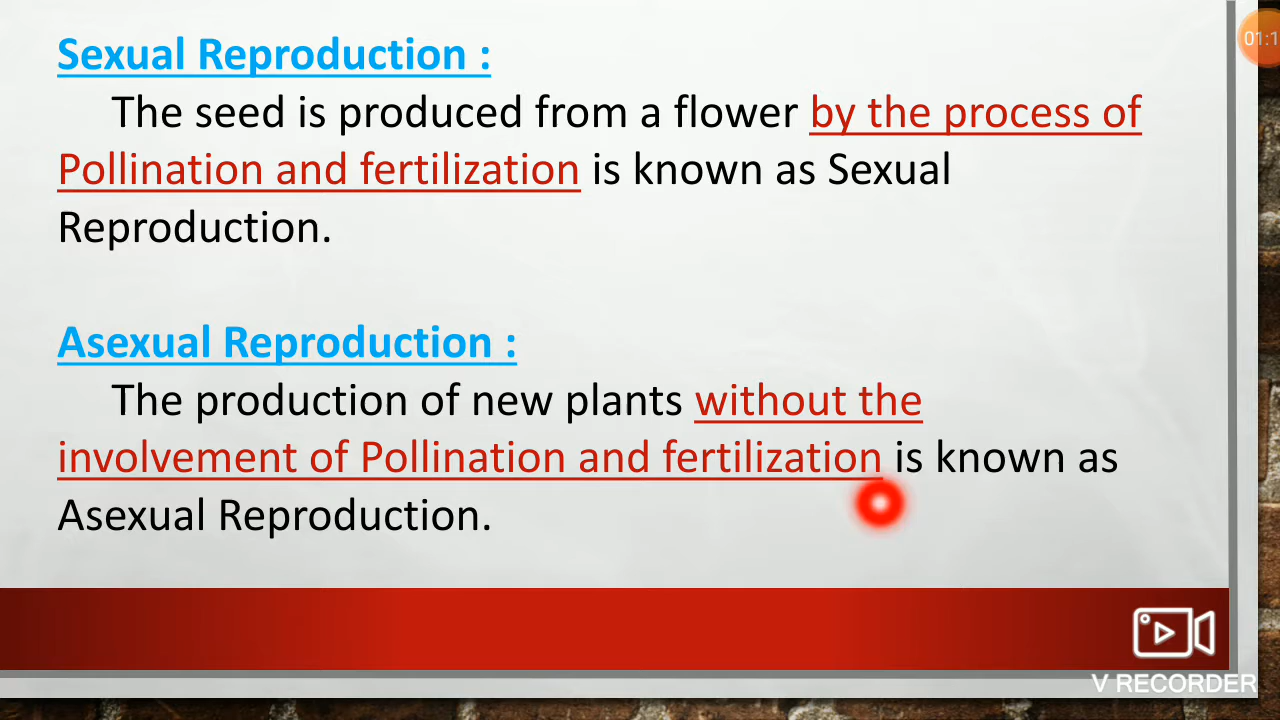 Sexual Reproduction :
The seed is produced from a flower by the process of
Pollination and fertilization is known as Sexual
Reproduction.
Asexual Reproduction :
The production of new plants without the
involvement of Pollination and fertilization is known as
Asexual Reproduction.
01:1
V RECORDER